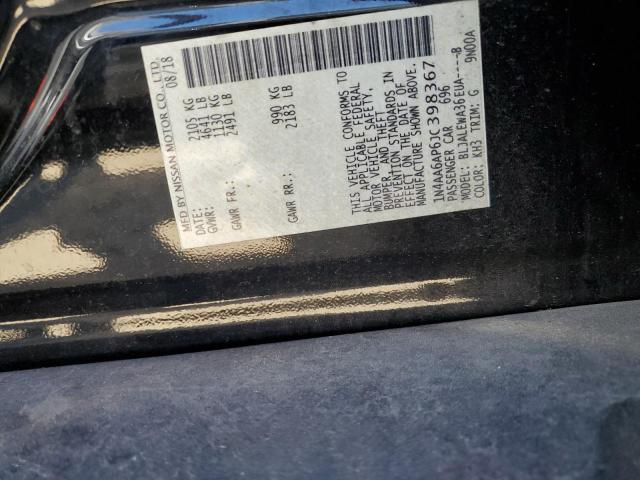 MFD BY NISSAN MOTOR CO., LTD.
DATE: 08/18
GVWR: 2105 KG
4641 LB
GAWR FR.: 1130 KG
2491 LB
GAWR RR.: 990 KG
2183 LB
THIS VEHICLE CONFORMS TO
ALL APPLICABLE FEDERAL
MOTOR VEHICLE SAFETY,
BUMPER, AND THEFT
PREVENTION STANDARDS IN
EFFECT ON THE DATE OF
MANUFACTURE SHOWN ABOVE.
1N4AA6AP61C398367
PASSENGER CAR 696
MODEL: BLJALERWA36EUA-----B
COLOR: KH3 TRIM: G 9N00A